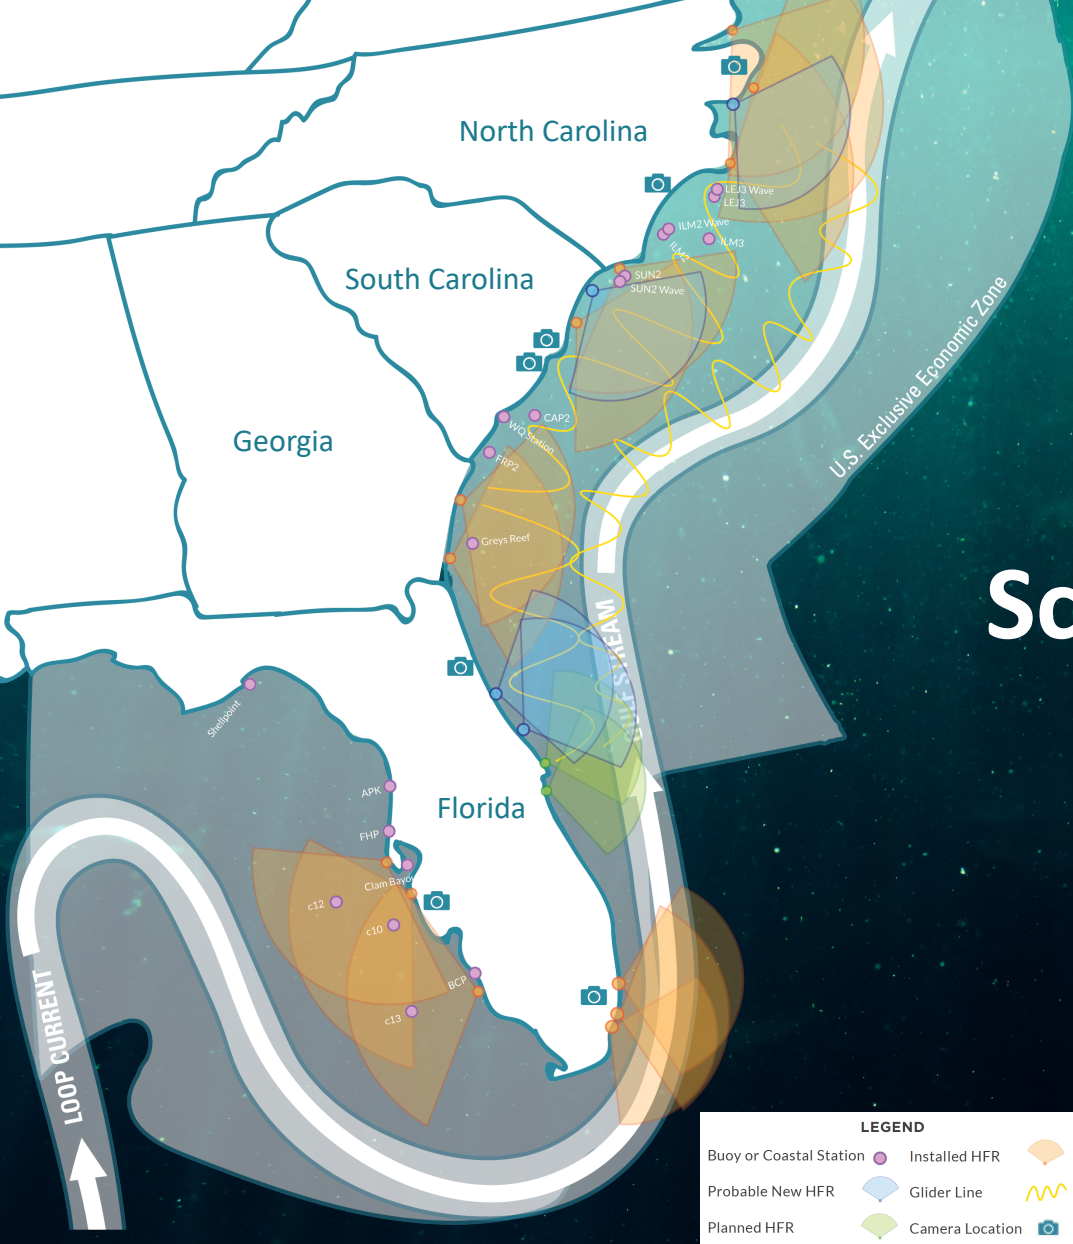 North Carolina
LEJ3 Wave
LEJ3
ILM2 Wave
ILM2
ILM3
South Carolina
SUN2
SUN2 Wave
U.S. Exclusive Economic Zone
CAP2
WQ Station
Georgia
FRP2
Greys Reef
Sc
GULF STREAM
Shellpoint
APK
Florida
FHP
Clam Bayou
c12
c10
BCP
c13
LOOP CURRENT
LEGEND
Buoy or Coastal Station
Installed HFR
Probable New HFR
Glider Line
Planned HFR
Camera Location